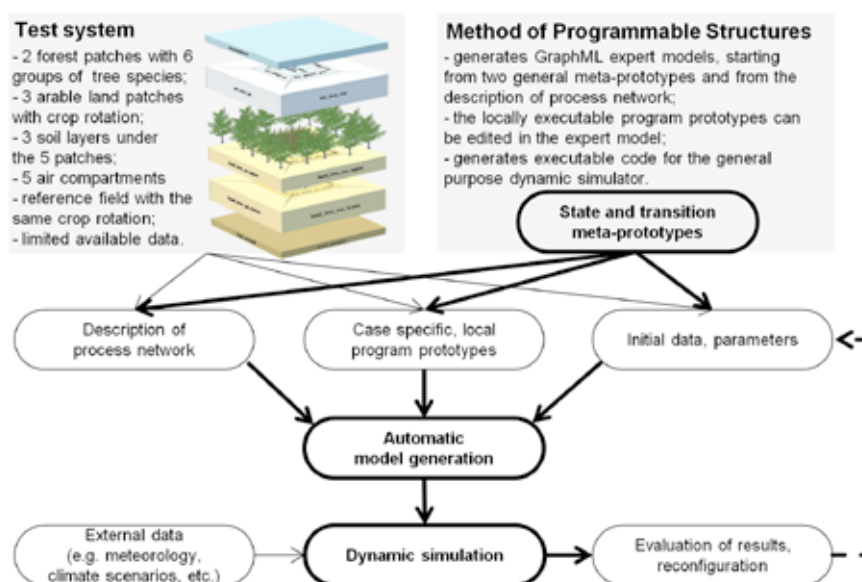 Test system
- 2 forest patches with 6
groups of tree species;
- 3 arable land patches
with crop rotation;
- 3 soil layers under
the 5 patches;
- 5 air compartments
- reference field with the
same crop rotation;
- limited available data.
Method of Programmable Structures
- generates GraphML expert models, starting
from two general meta-prototypes and from the
description of process network;
- the locally executable program prototypes can
be edited in the expert model;
- generates executable code for the general
purpose dynamic simulator.
State and transition
meta-prototypes
Description of
process network
Case specific, local
program prototypes
Initial data, parameters
Automatic
model generation
External data
(e.g. meteorology,
climate scenarios, etc.)
Dynamic simulation
Evaluation of results,
reconfiguration